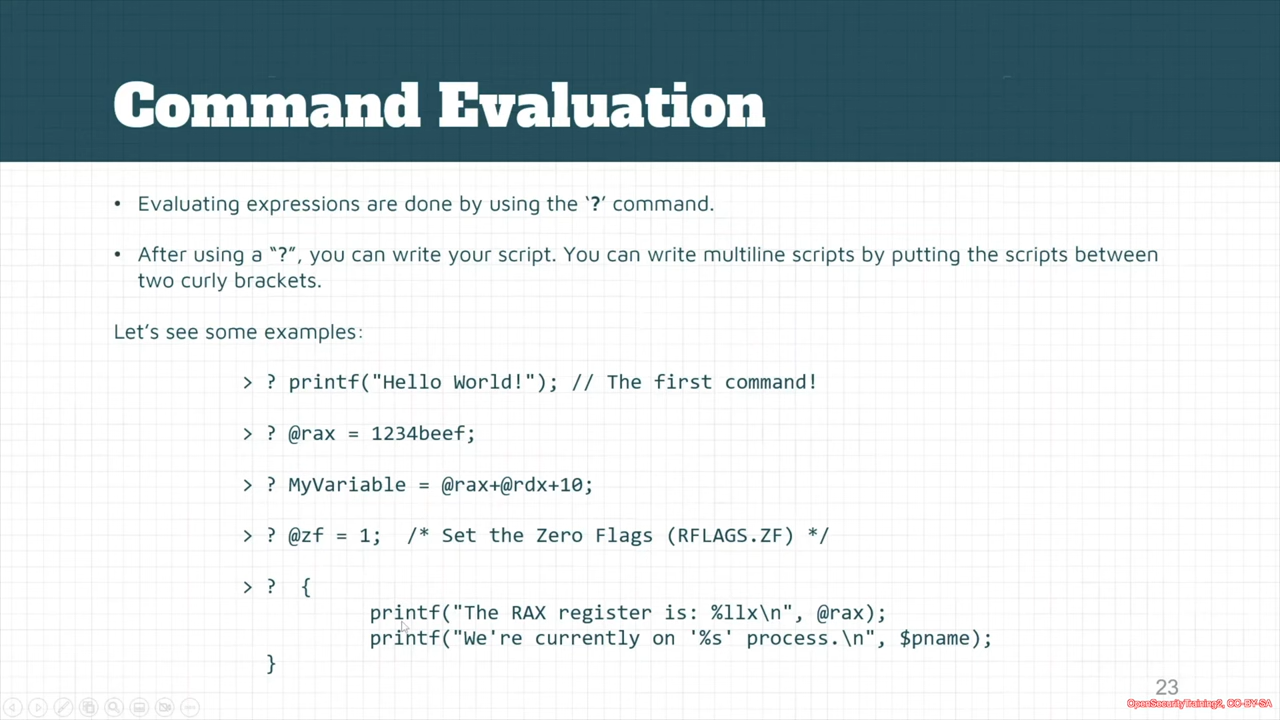 Command Evaluation
• Evaluating expressions are done by using the ‘?’ command.
• After using a “?”, you can write your script. You can write multiline scripts by putting the scripts between
two curly brackets.
Let’s see some examples:
> ? printf("Hello World!"); // The first command!
> ? @rax = 1234beef;
> ? MyVariable = @rax+@rdx+10;
> ? @zf = 1; /* Set the Zero Flags (RFLAGS.ZF) */
> ? {
printf("The RAX register is: %llx\n", @rax);
printf("We're currently on '%s' process.\n", $pname);
}
23
OpenSecurityTraining2, CC-BY-SA